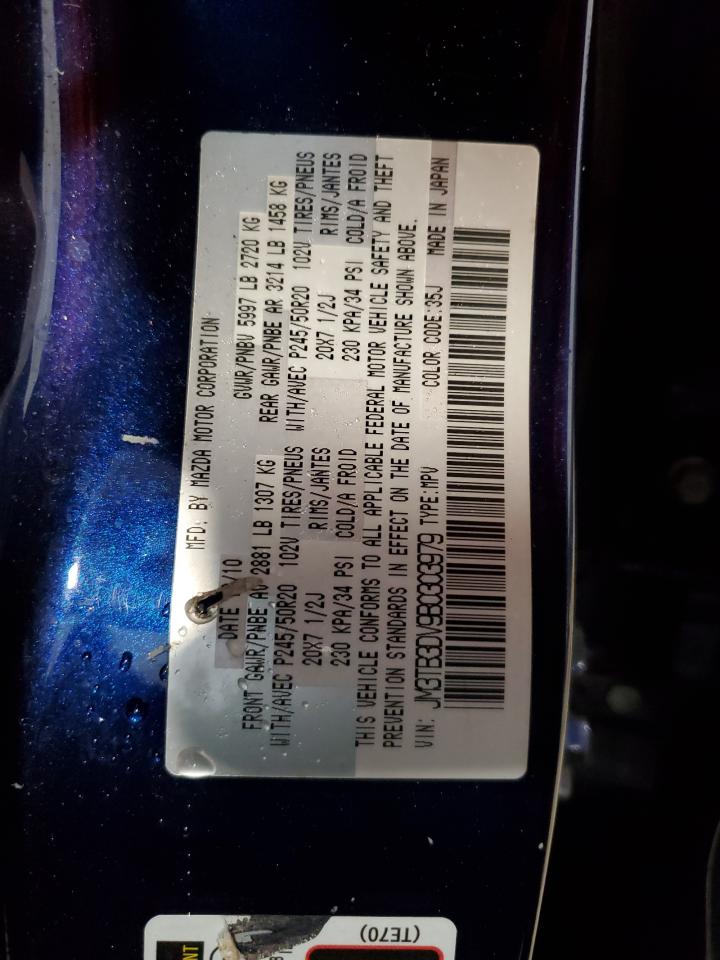 MFD. BY MAZDA MOTOR CORPORATION
DATE /10 GVWR/PNBV 5997 LB 2720 KG
FRONT GAWR/PNBE AV 2881 LB 1307 KG REAR GAWR/PNBE AR 3214 LB 1458 KG
WITH/AVEC P245/50R20 102V TIRES/PNEUS WITH/AVEC P245/50R20 102V TIRES/PNEUS
20X7 1/2J RIMS/JANTES 20X7 1/2J RIMS/JANTES
230 KPA/34 PSI COLD/A FROID 230 KPA/34 PSI COLD/A FROID
THIS VEHICLE CONFORMS TO ALL APPLICABLE FEDERAL MOTOR VEHICLE SAFETY AND THEFT
PREVENTION STANDARDS IN EFFECT ON THE DATE OF MANUFACTURE SHOWN ABOVE.
VIN: JM3TB3DV9B0303979 TYPE:MPV COLOR CODE:35J MADE IN JAPAN
(TE70)